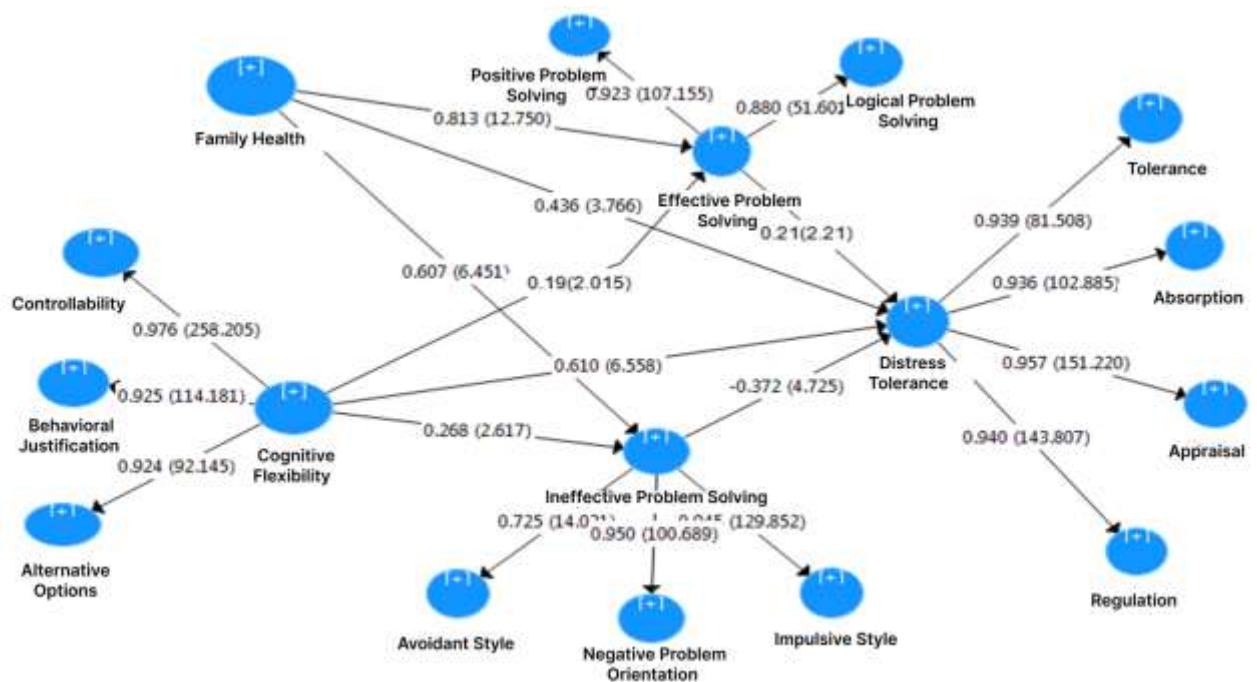 Positive Problem
Solving
0.923 (107.155)
0.880 (51.601
Logical Problem
Solving
Family Health
0.813 (12.750)
Tolerance
Effective Problem
Solving
0.436 (3.766)
0.21(2.21)
0.939 (81.508)
0.607 (6.451)
0.19(2.015)
0.936 (102.885)
Absorption
Controllability
0.976 (258.205)
0.610 (6.558)
Distress
Tolerance
-0.372 (4.725)
0.957 (151.220)
0.925 (114.181)
Behavioral
Justification
0.268 (2.617)
0.940 (143.807)
Appraisal
0.924 (92.145)
Cognitive
Flexibility
Ineffective Problem Solving
0.725
0.950 (100.689)
(129.852)
Alternative
Options
Regulation
Avoidant Style
Negative Problem
Orientation
Impulsive Style